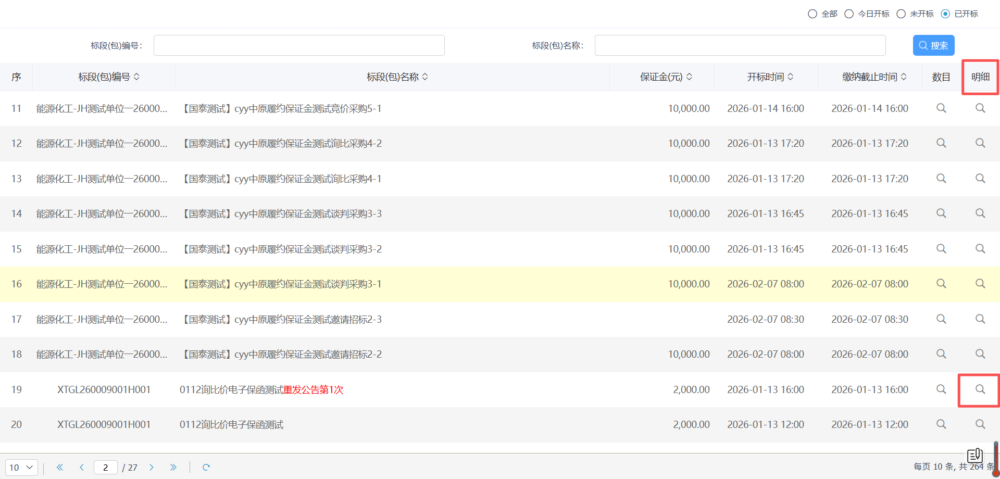 全部 今日开标 未开标 已开标
标段(包)编号： 标段(包)名称： 搜索
序 标段(包)编号 标段(包)名称 保证金(元) 开标时间 缴纳截止时间 数目 明细
11 能源化工-JH测试单位一26000... 【国泰测试】cyy中原履约保证金测试竞价采购5-1 10,000.00 2026-01-14 16:00 2026-01-14 16:00
12 能源化工-JH测试单位一26000... 【国泰测试】cyy中原履约保证金测试询比采购4-2 10,000.00 2026-01-13 17:20 2026-01-13 17:20
13 能源化工-JH测试单位一26000... 【国泰测试】cyy中原履约保证金测试询比采购4-1 10,000.00 2026-01-13 17:20 2026-01-13 17:20
14 能源化工-JH测试单位一26000... 【国泰测试】cyy中原履约保证金测试谈判采购3-3 10,000.00 2026-01-13 16:45 2026-01-13 16:45
15 能源化工-JH测试单位一26000... 【国泰测试】cyy中原履约保证金测试谈判采购3-2 10,000.00 2026-01-13 16:45 2026-01-13 16:45
16 能源化工-JH测试单位一26000... 【国泰测试】cyy中原履约保证金测试谈判采购3-1 10,000.00 2026-02-07 08:00 2026-02-07 08:00
17 能源化工-JH测试单位一26000... 【国泰测试】cyy中原履约保证金测试邀请招标2-3 2026-02-07 08:30 2026-02-07 08:30
18 能源化工-JH测试单位一26000... 【国泰测试】cyy中原履约保证金测试邀请招标2-2 10,000.00 2026-02-07 08:00 2026-02-07 08:00
19 XTGL260009001H001 0112询比价电子保函测试重发公告第1次 2,000.00 2026-01-13 16:00 2026-01-13 16:00
20 XTGL260009001H001 0112询比价电子保函测试 2,000.00 2026-01-13 12:00 2026-01-13 12:00
10 2 / 27 每页 10 条, 共 264 条